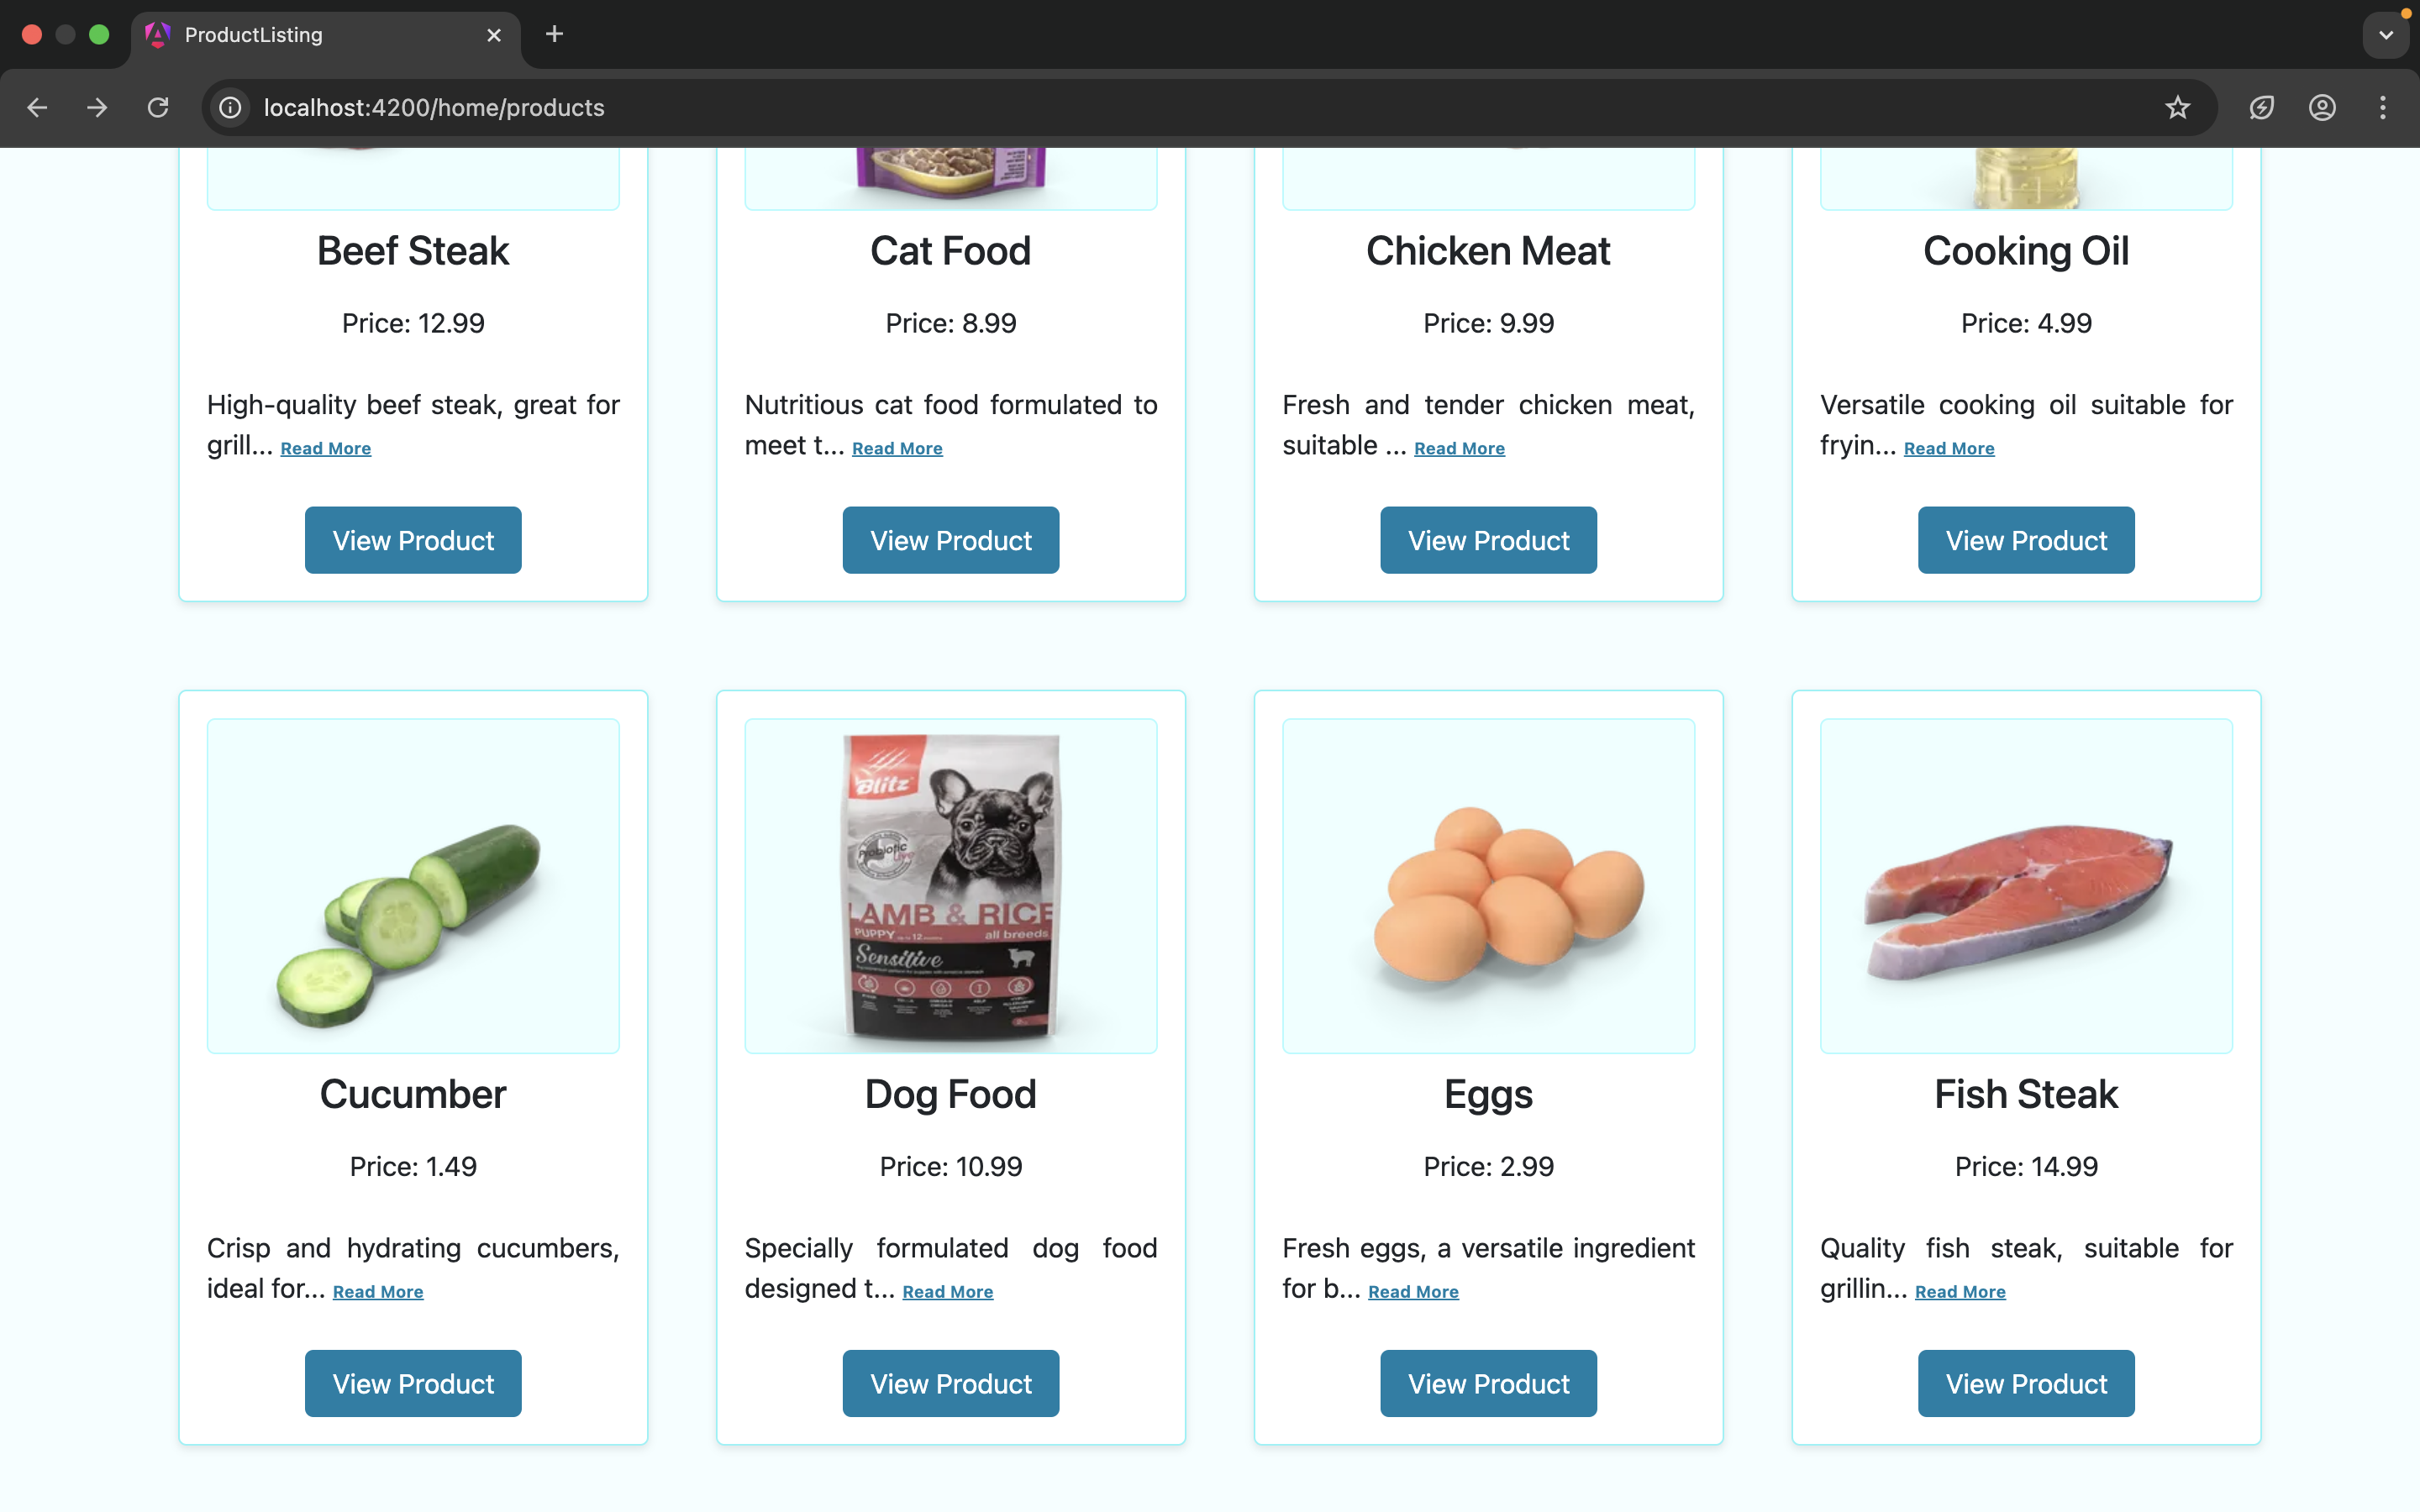 ProductListing
localhost:4200/home/products
Beef Steak
Price: 12.99
High-quality beef steak, great for
grill... Read More
View Product
Cat Food
Price: 8.99
Nutritious cat food formulated to
meet t... Read More
View Product
Chicken Meat
Price: 9.99
Fresh and tender chicken meat,
suitable ... Read More
View Product
Cooking Oil
Price: 4.99
Versatile cooking oil suitable for
fryin... Read More
View Product
Cucumber
Price: 1.49
Crisp and hydrating cucumbers,
ideal for... Read More
View Product
Blitz
Probiotic
LAMB & RICE
PUPPY
all breeds
Sensitive
Dog Food
Price: 10.99
Specially formulated dog food
designed t... Read More
View Product
Eggs
Price: 2.99
Fresh eggs, a versatile ingredient
for b... Read More
View Product
Fish Steak
Price: 14.99
Quality fish steak, suitable for
grillin... Read More
View Product